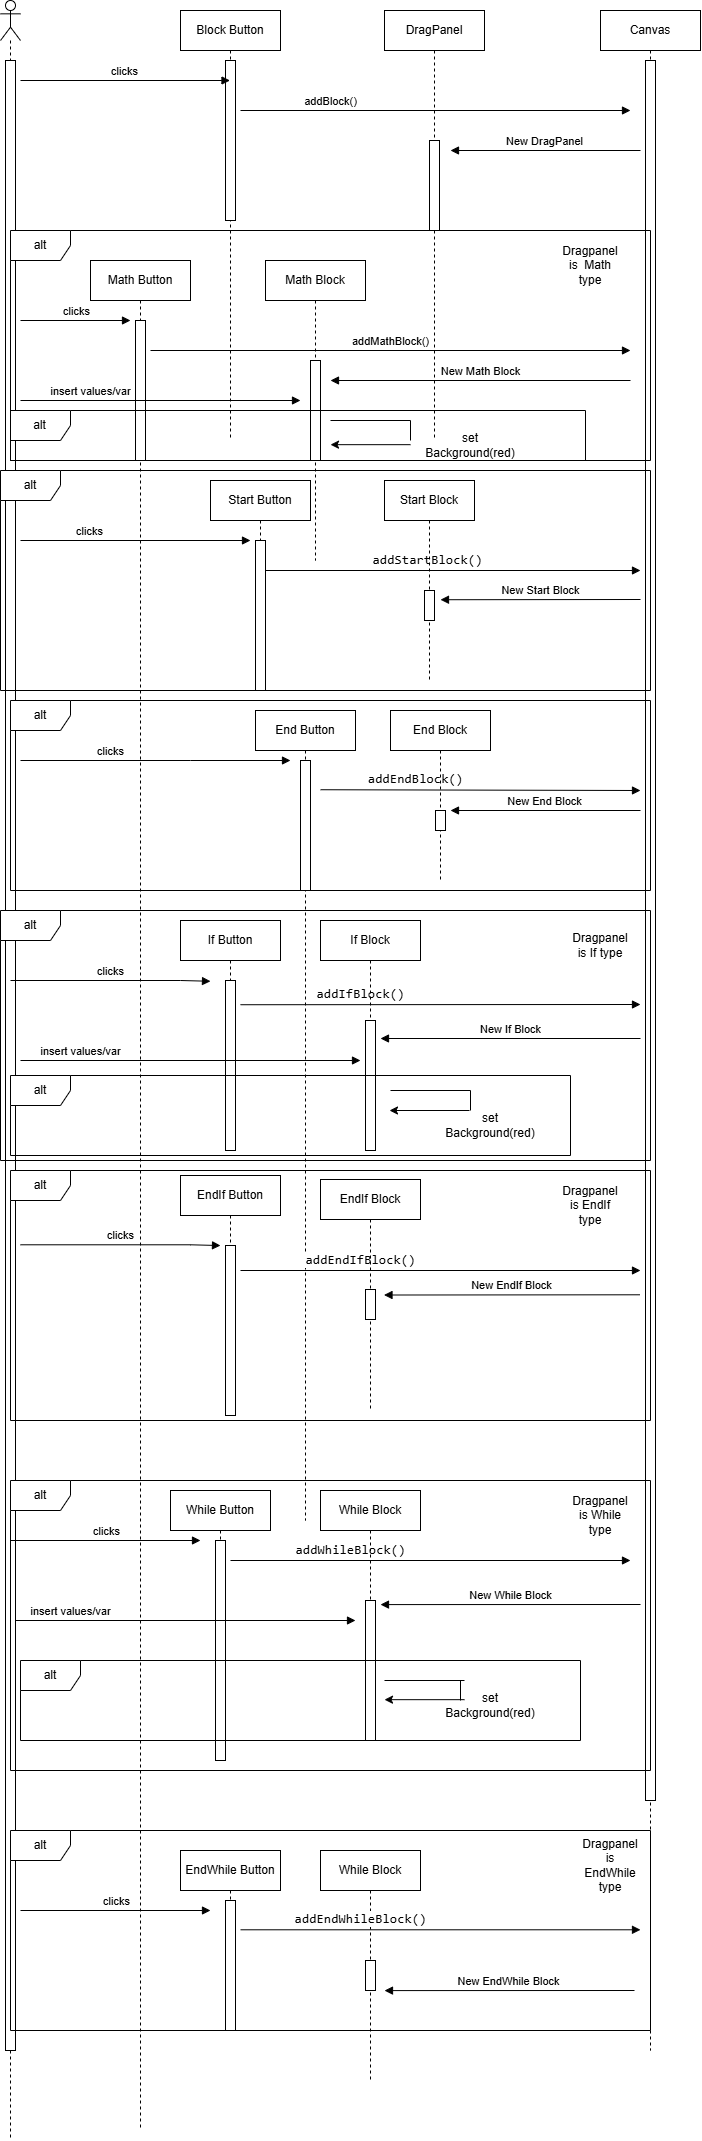 Block Button
DragPanel
Canvas
clicks
addBlock()
New DragPanel
alt
Dragpanel
is Math
type
Math Button
Math Block
clicks
addMathBlock()
New Math Block
insert values/var
alt
set
Background(red)
alt
Start Button
Start Block
clicks
addStartBlock()
New Start Block
alt
End Button
End Block
clicks
addEndBlock()
New End Block
alt
If Button
If Block
Dragpanel
is If type
clicks
addIfBlock()
New If Block
insert values/var
alt
set
Background(red)
alt
EndIf Button
EndIf Block
Dragpanel
is EndIf
type
clicks
addEndIfBlock()
New EndIf Block
alt
While Button
While Block
Dragpanel
is While
type
clicks
addWhileBlock()
New While Block
insert values/var
alt
set
Background(red)
alt
EndWhile Button
While Block
Dragpanel
is
EndWhile
type
clicks
addEndWhileBlock()
New EndWhile Block